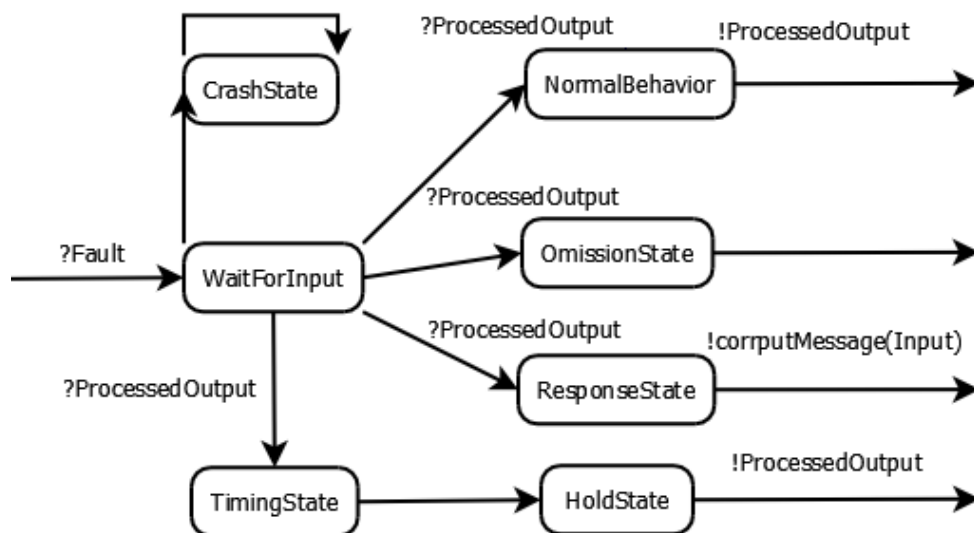 ?ProcessedOutput
!ProcessedOutput
CrashState
NormalBehavior
?ProcessedOutput
?Fault
WaitForInput
OmissionState
?ProcessedOutput
!corrputMessage(Input)
?ProcessedOutput
ResponseState
!ProcessedOutput
TimingState
HoldState